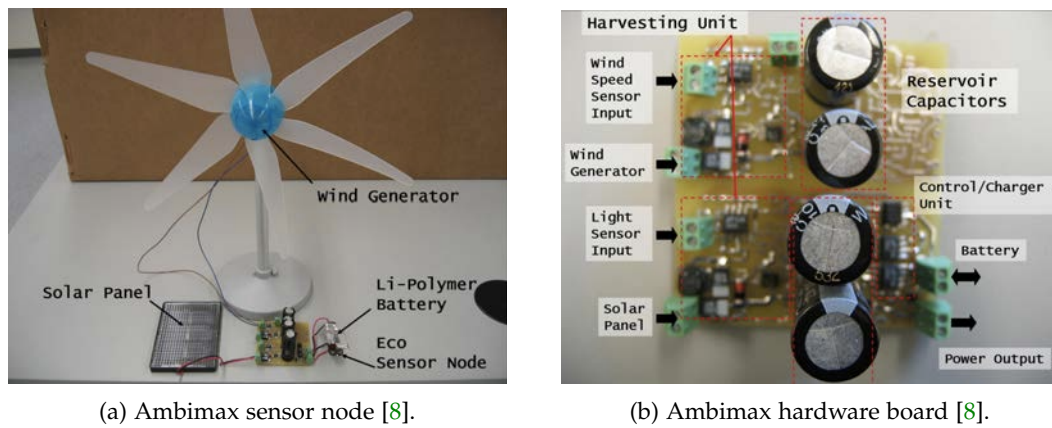 Wind Generator
Solar Panel
Li-Polymer
Battery
Eco
Sensor Node
(a) Ambimax sensor node [8].
Harvesting Unit
Wind
Speed
Sensor
Input
Reservoir
Capacitors
Wind
Generator
Control/Charger
Unit
Light
Sensor
Input
Battery
Solar
Panel
Power Output
532
(b) Ambimax hardware board [8].